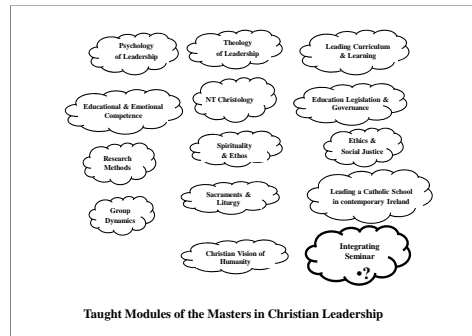 Psychology
of Leadership
Theology
of Leadership
Leading Curriculum
& Learning
Educational & Emotional
Competence
NT Christology
Education Legislation &
Governance
Research
Methods
Spirituality
& Ethos
Ethics &
Social Justice
Group
Dynamics
Sacraments &
Liturgy
Leading a Catholic School
in contemporary Ireland
Christian Vision of
Humanity
Integrating
Seminar
•?
Taught Modules of the Masters in Christian Leadership